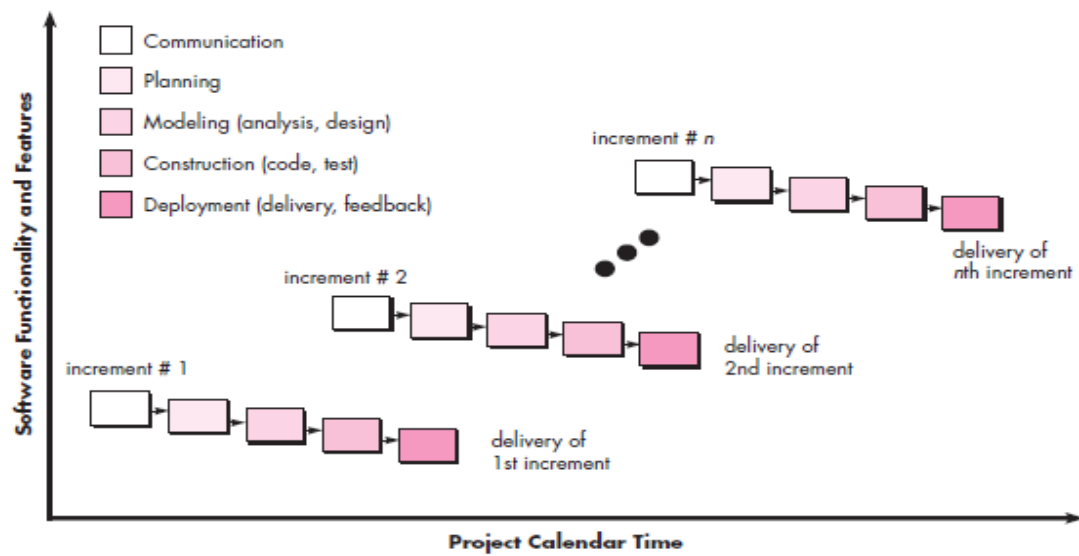 Communication
Planning
Modeling (analysis, design)
Construction (code, test)
Deployment (delivery, feedback)
increment # n
delivery of
nth increment
increment # 2
delivery of
2nd increment
increment # 1
delivery of
1st increment
Software Functionality and Features
Project Calendar Time